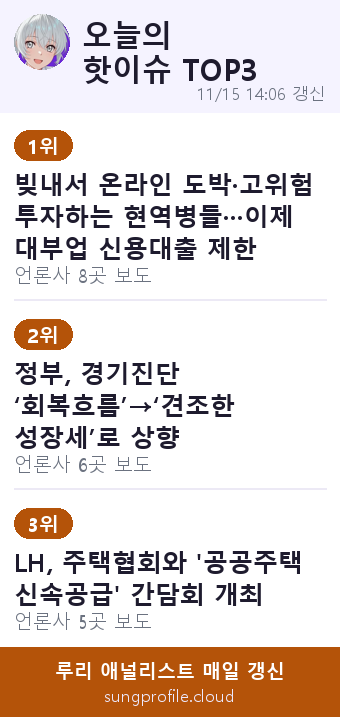 오늘의
핫이슈 TOP3
11/15 14:06 갱신
1위
빚내서 온라인 도박·고위험
투자하는 현역병들…이제
대부업 신용대출 제한
언론사 8곳 보도
2위
정부, 경기진단
‘회복흐름’→‘견조한
성장세’로 상향
언론사 6곳 보도
3위
LH, 주택협회와 '공공주택
신속공급' 간담회 개최
언론사 5곳 보도
루리 애널리스트 매일 갱신
sungprofile.cloud